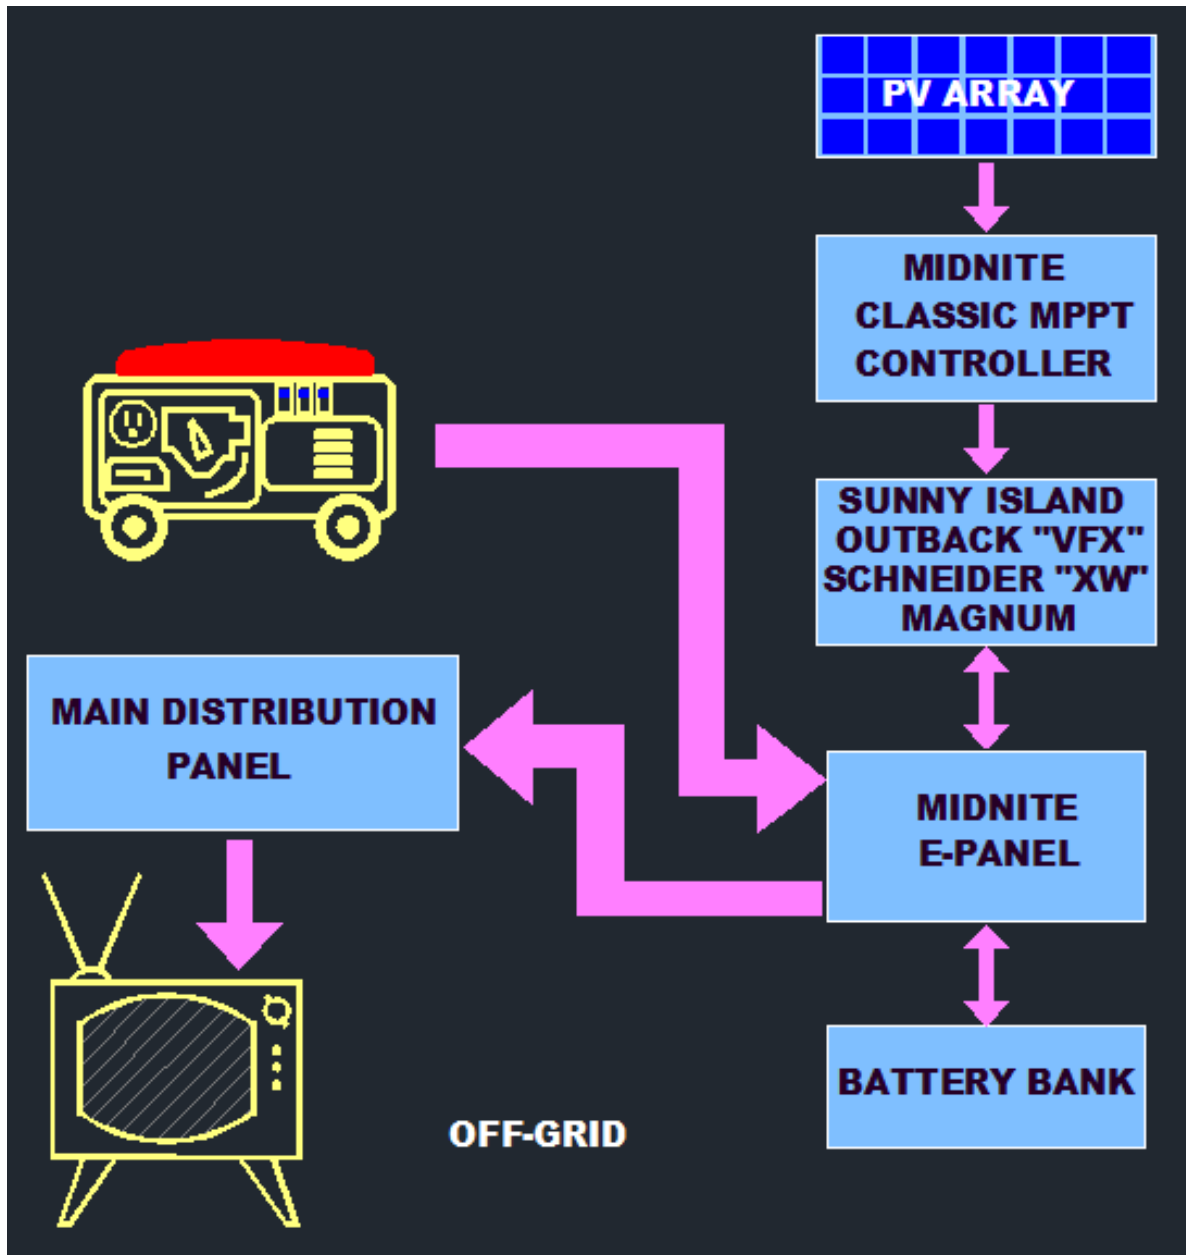 PV ARRAY
MIDNITE
CLASSIC MPPT
CONTROLLER
SUNNY ISLAND
OUTBACK "VFX"
SCHNEIDER "XW"
MAGNUM
MAIN DISTRIBUTION
PANEL
MIDNITE
E-PANEL
BATTERY BANK
OFF-GRID